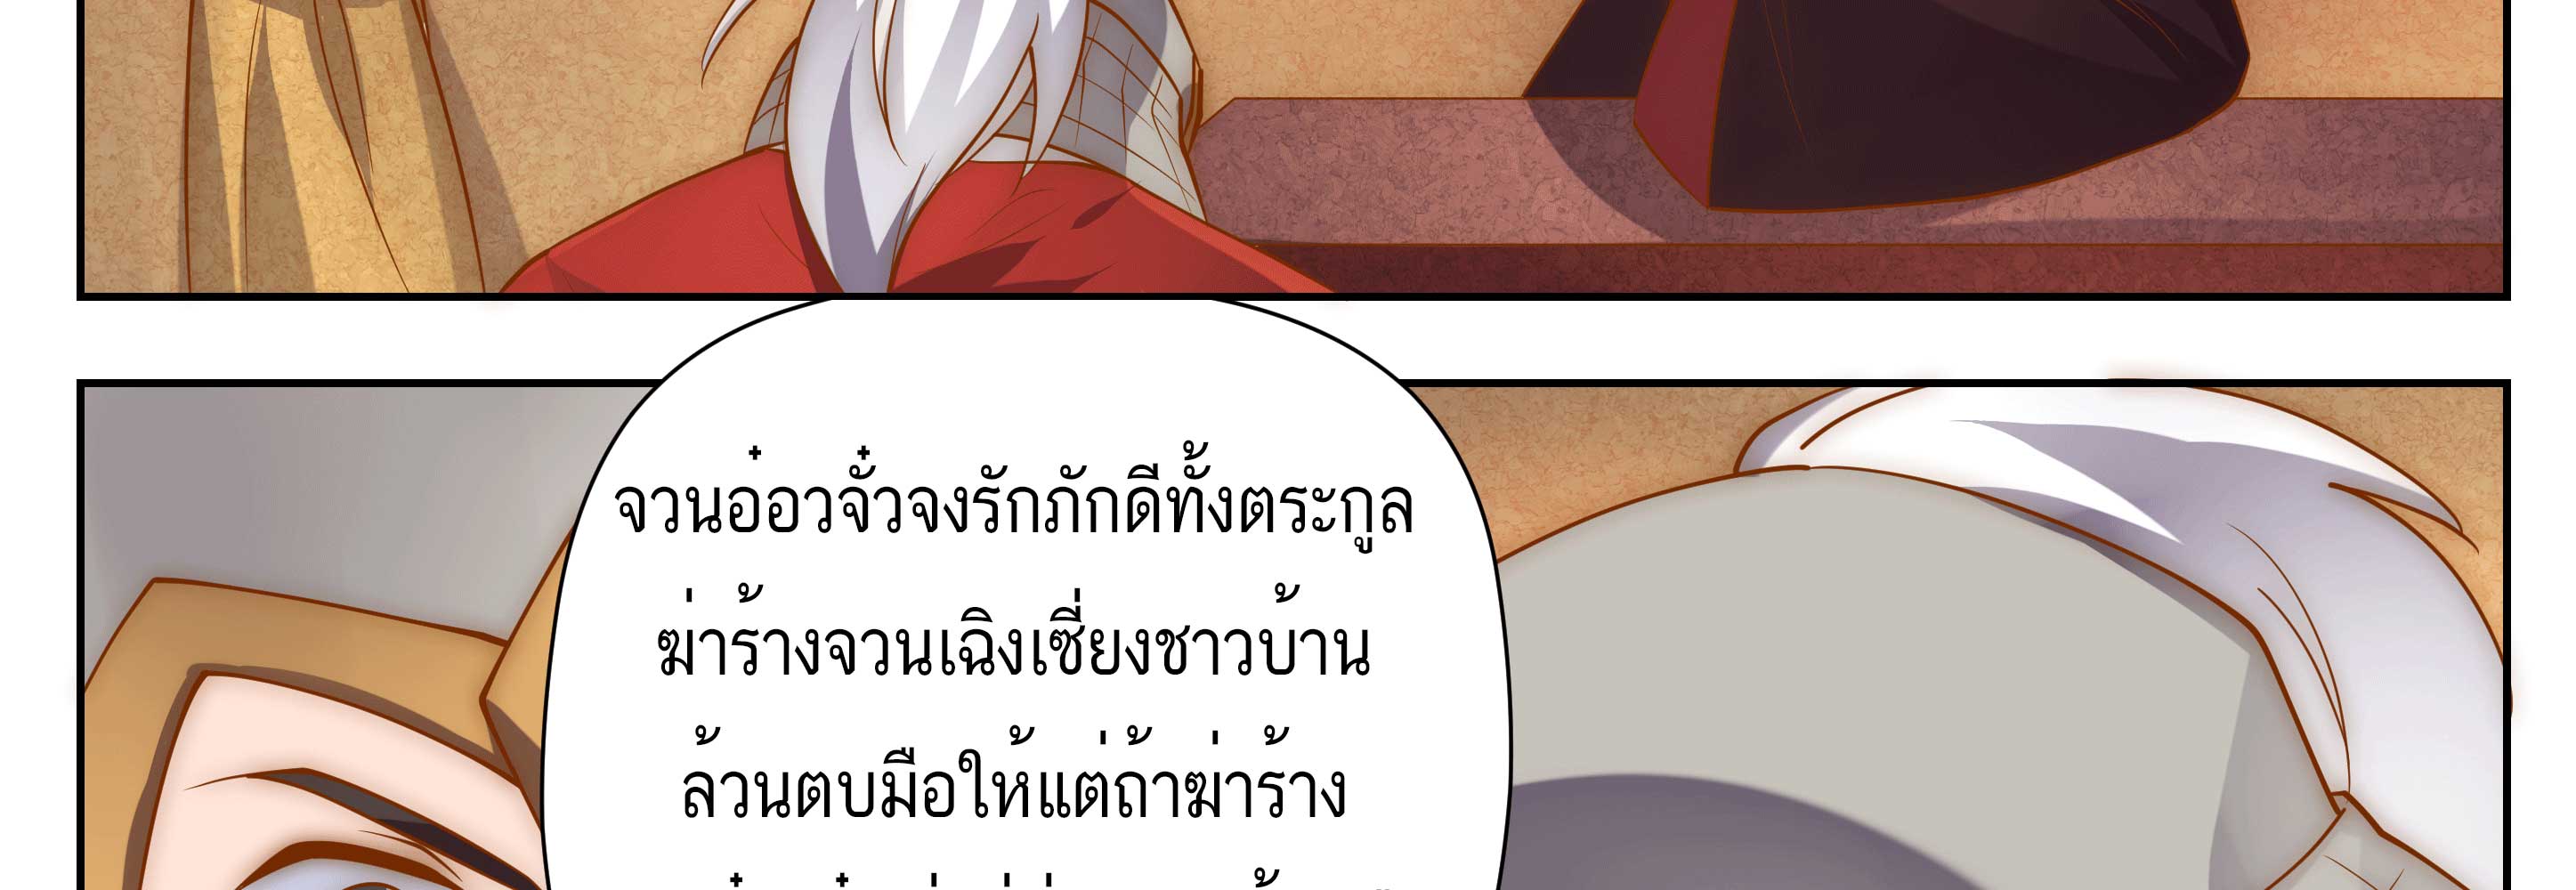 จวนอ๋อวจั๋วจงรักภักดีทั้งตระกูล
ฆ่าร้างจวนเฉิงเซี่ยงชาวบ้าน
ล้วนตบมือให้แต่ถ้าฆ่าร้าง